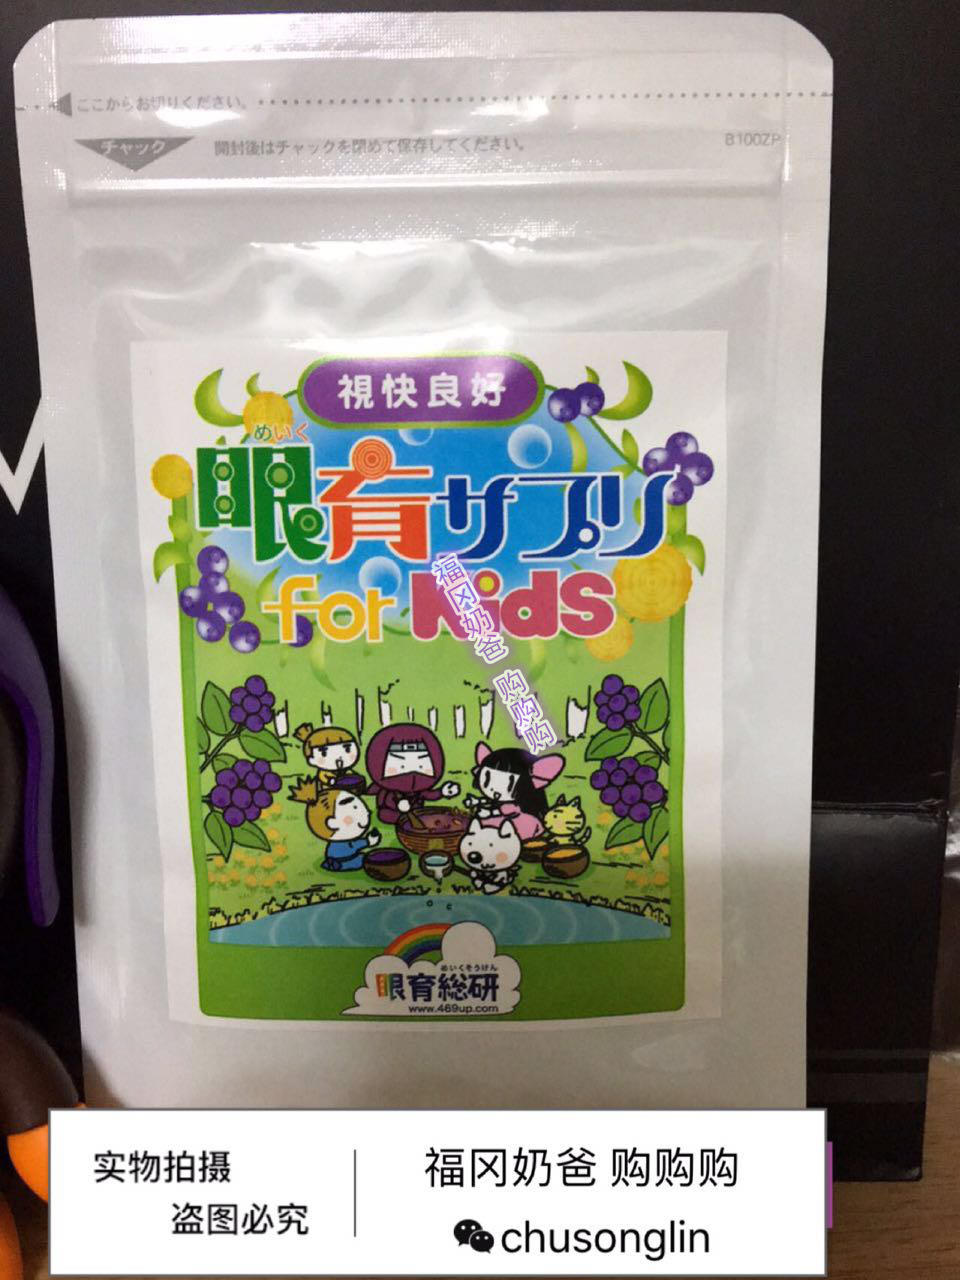 ここからお切りください。
チャック
開封後はチャックを閉めて保存してください。
B100ZP
視快良好
めいく
眼育サプリ
for Kids
福冈奶爸 购购购
めいくそうけん
眼育総研
www.469up.com
实物拍摄
盗图必究
福冈奶爸 购购购
chusonglin